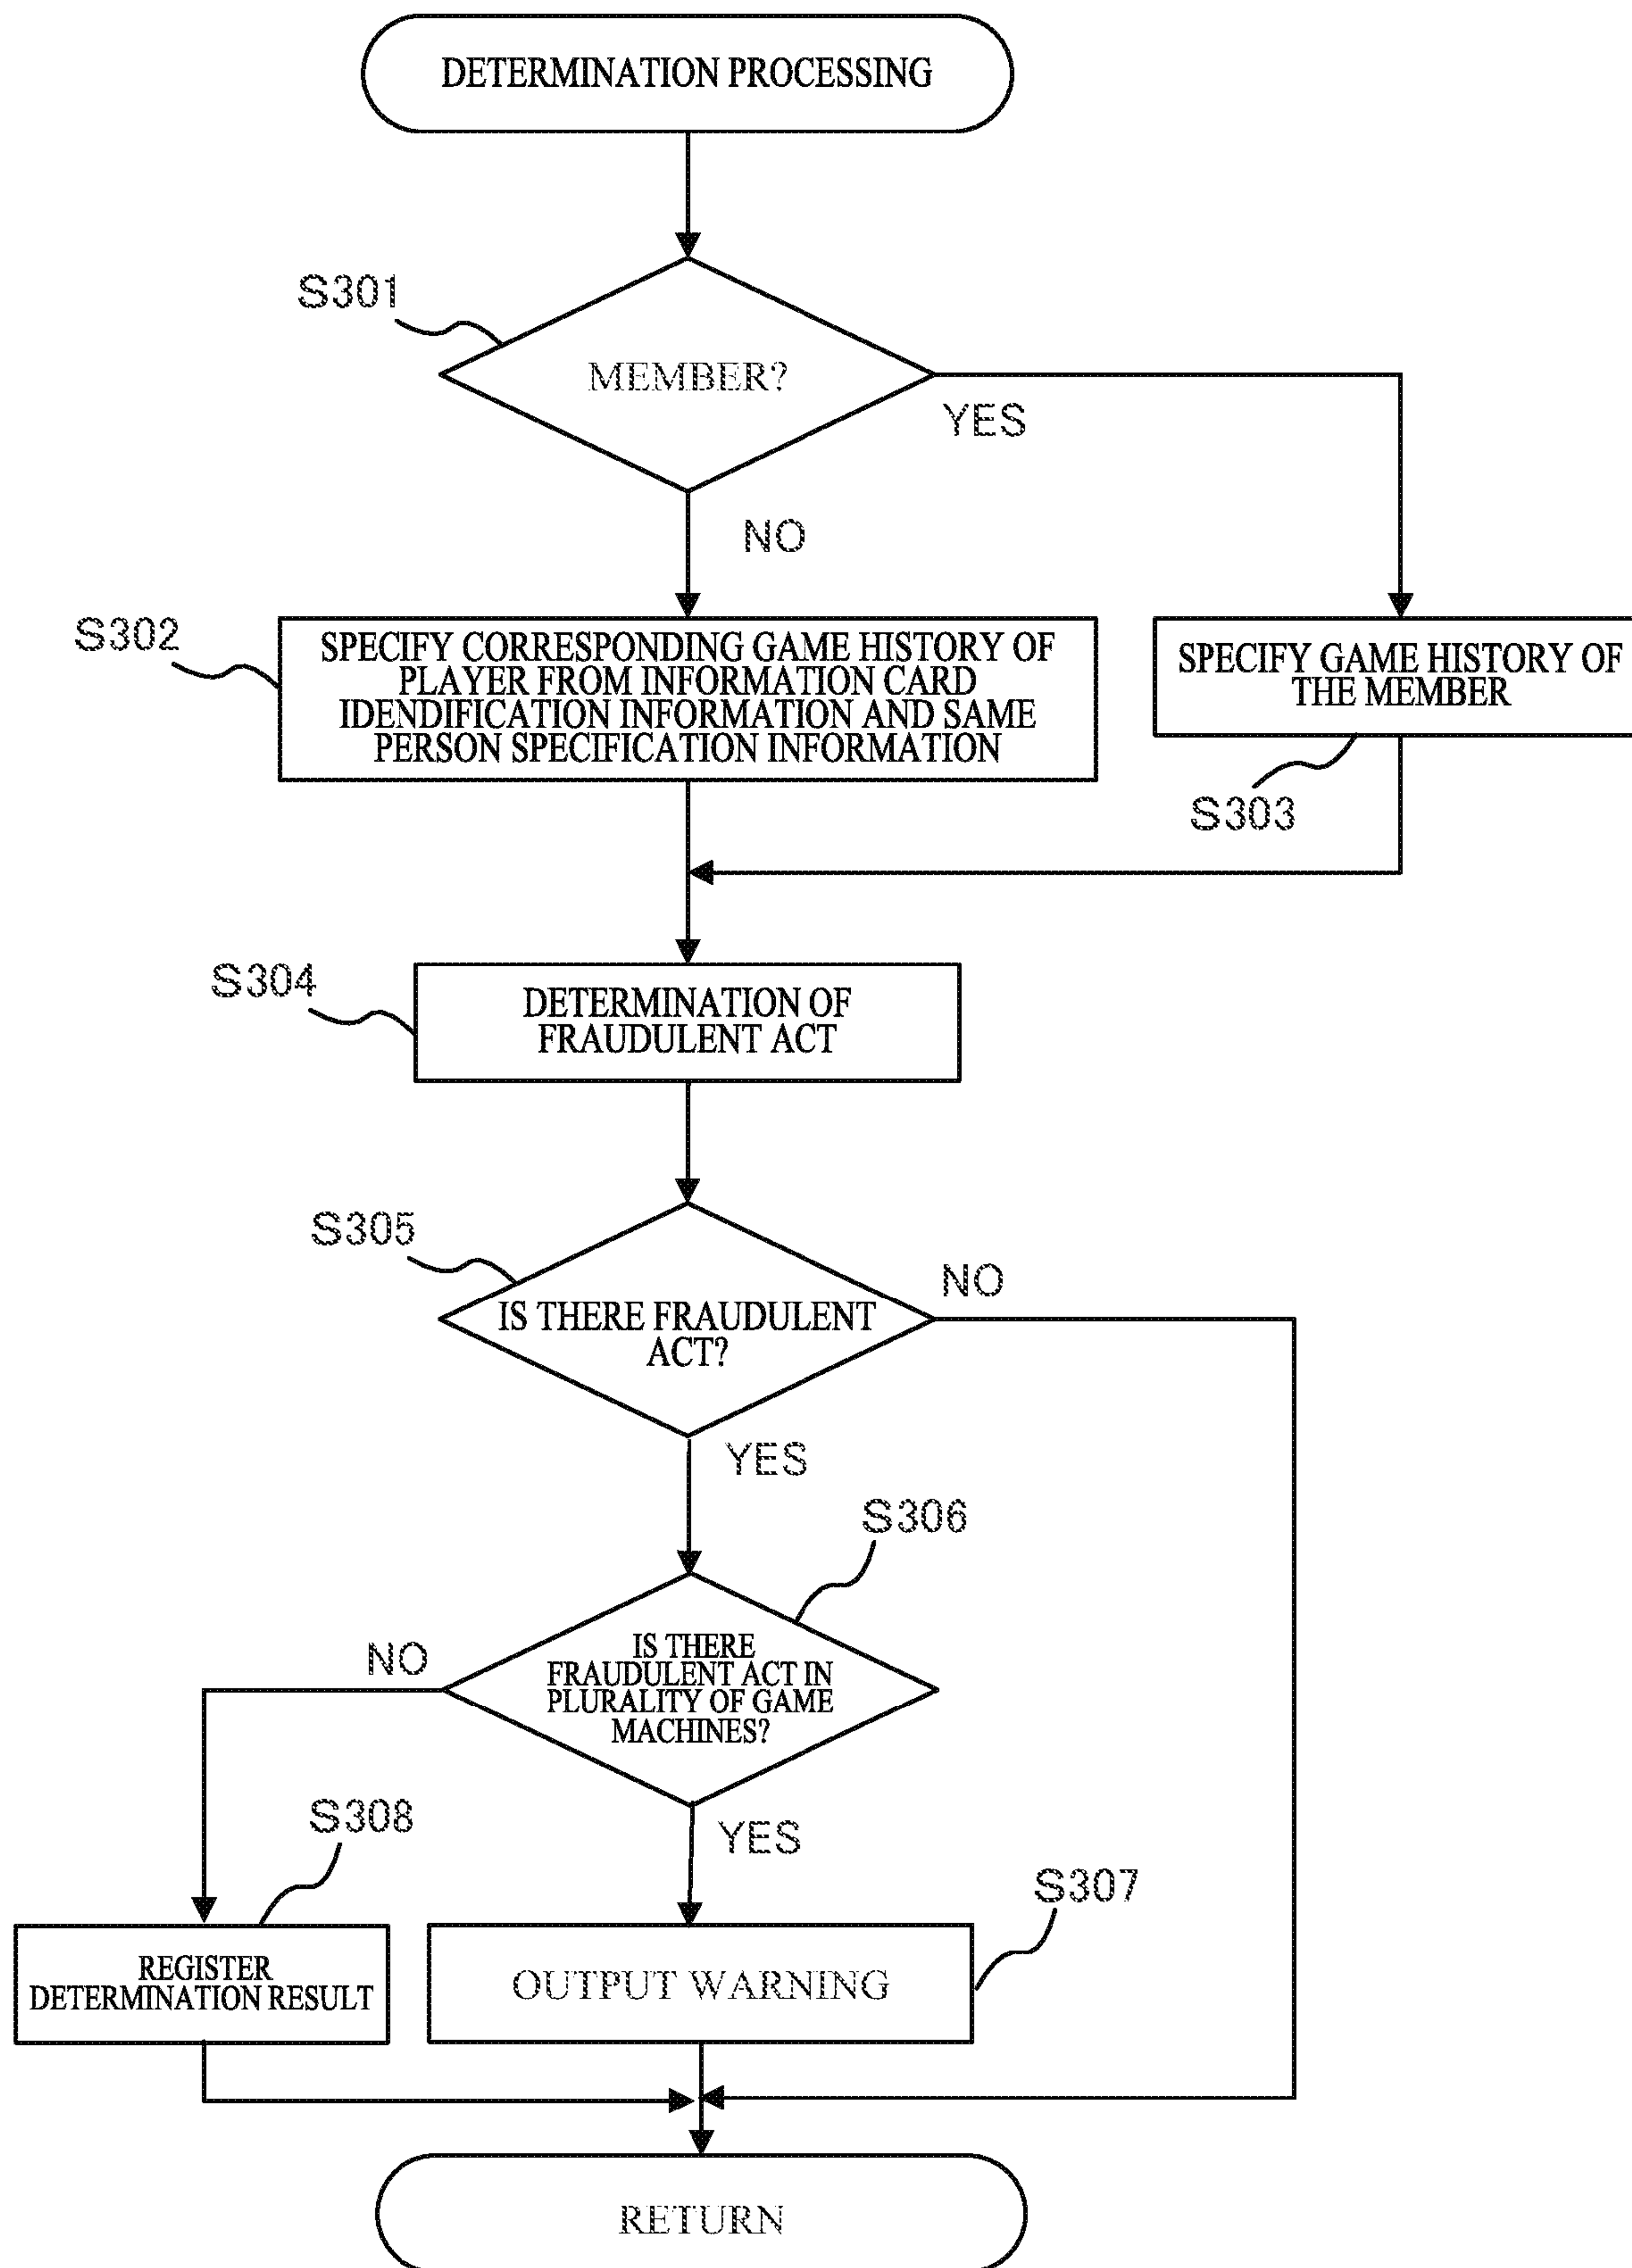 DETERMINATION PROCESSING
S301
MEMBER?
YES
NO
S302
SPECIFY CORRESPONDING GAME HISTORY OF
PLAYER FROM INFORMATION CARD
IDENDIFICATION INFORMATION AND SAME
PERSON SPECIFICATION INFORMATION
SPECIFY GAME HISTORY OF
THE MEMBER
S303
S304
DETERMINATION OF
FRAUDULENT ACT
S305
NO
IS THERE FRAUDULENT
ACT?
YES
S306
NO
IS THERE
FRAUDULENT ACT IN
PLURALITY OF GAME
MACHINES?
YES
S308
S307
REGISTER
DETERMINATION RESULT
OUTPUT WARNING
RETURN